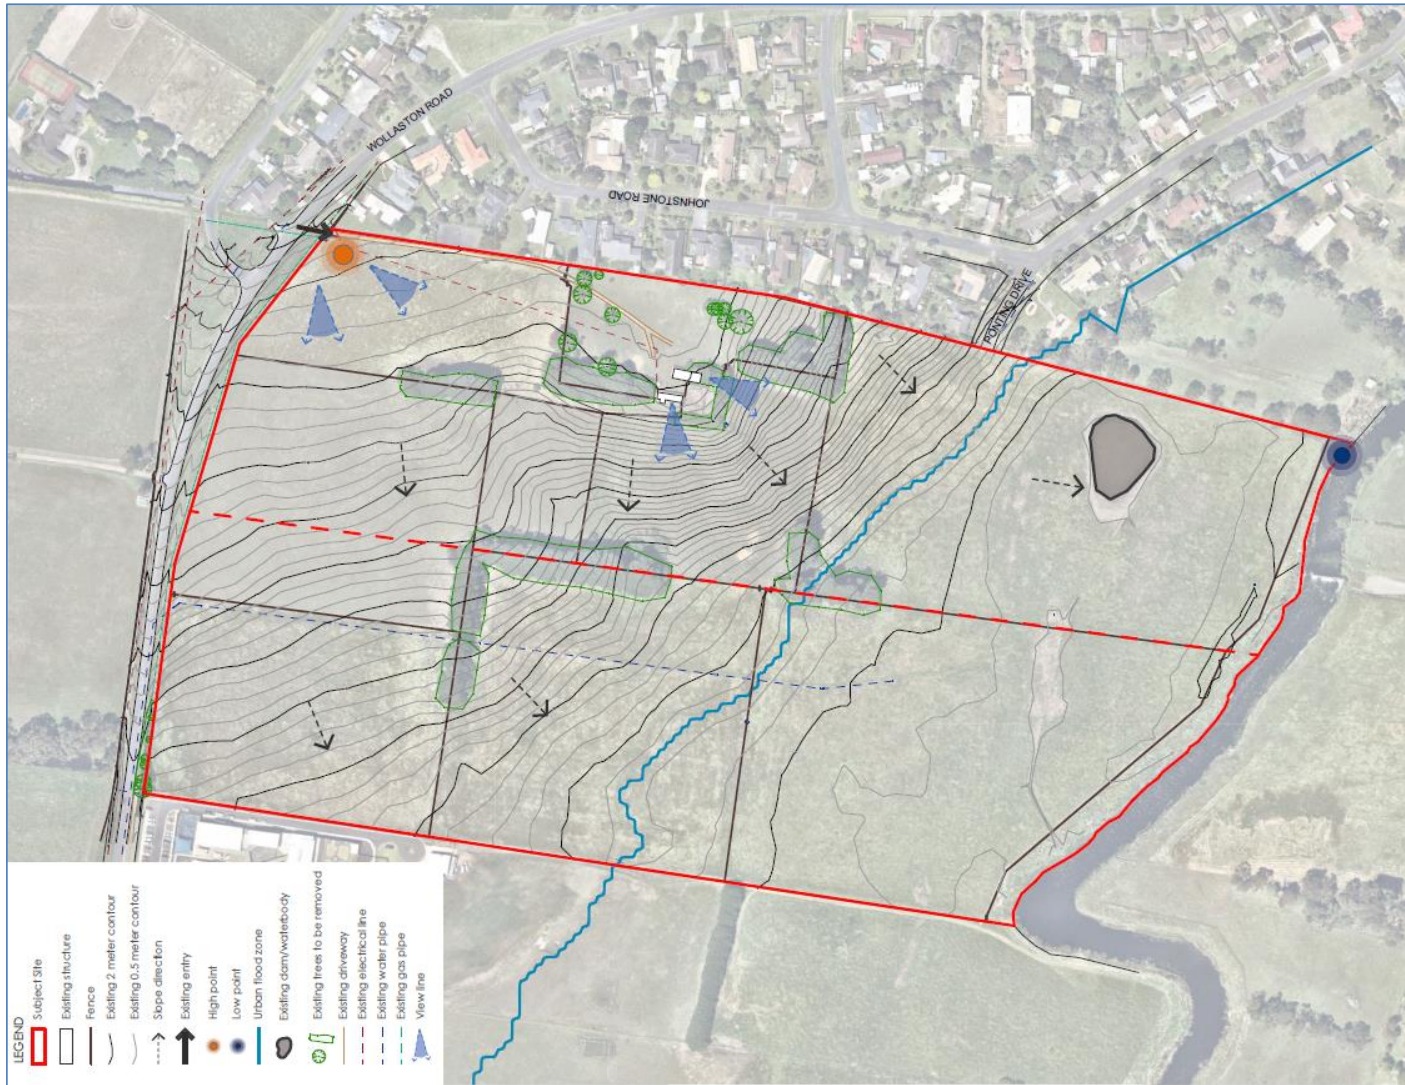 WOLLASTON ROAD
JOHNSTONE ROAD
PONTING DRIVE
LEGEND
Subject Site
Existing structure
Fence
Existing 2 meter contour
Existing 0.5 meter contour
Slope direction
Existing entry
High point
Low point
Urban flood zone
Existing dam/waterbody
Existing trees to be removed
Existing driveway
Existing electrical line
Existing water pipe
Existing gas pipe
View line